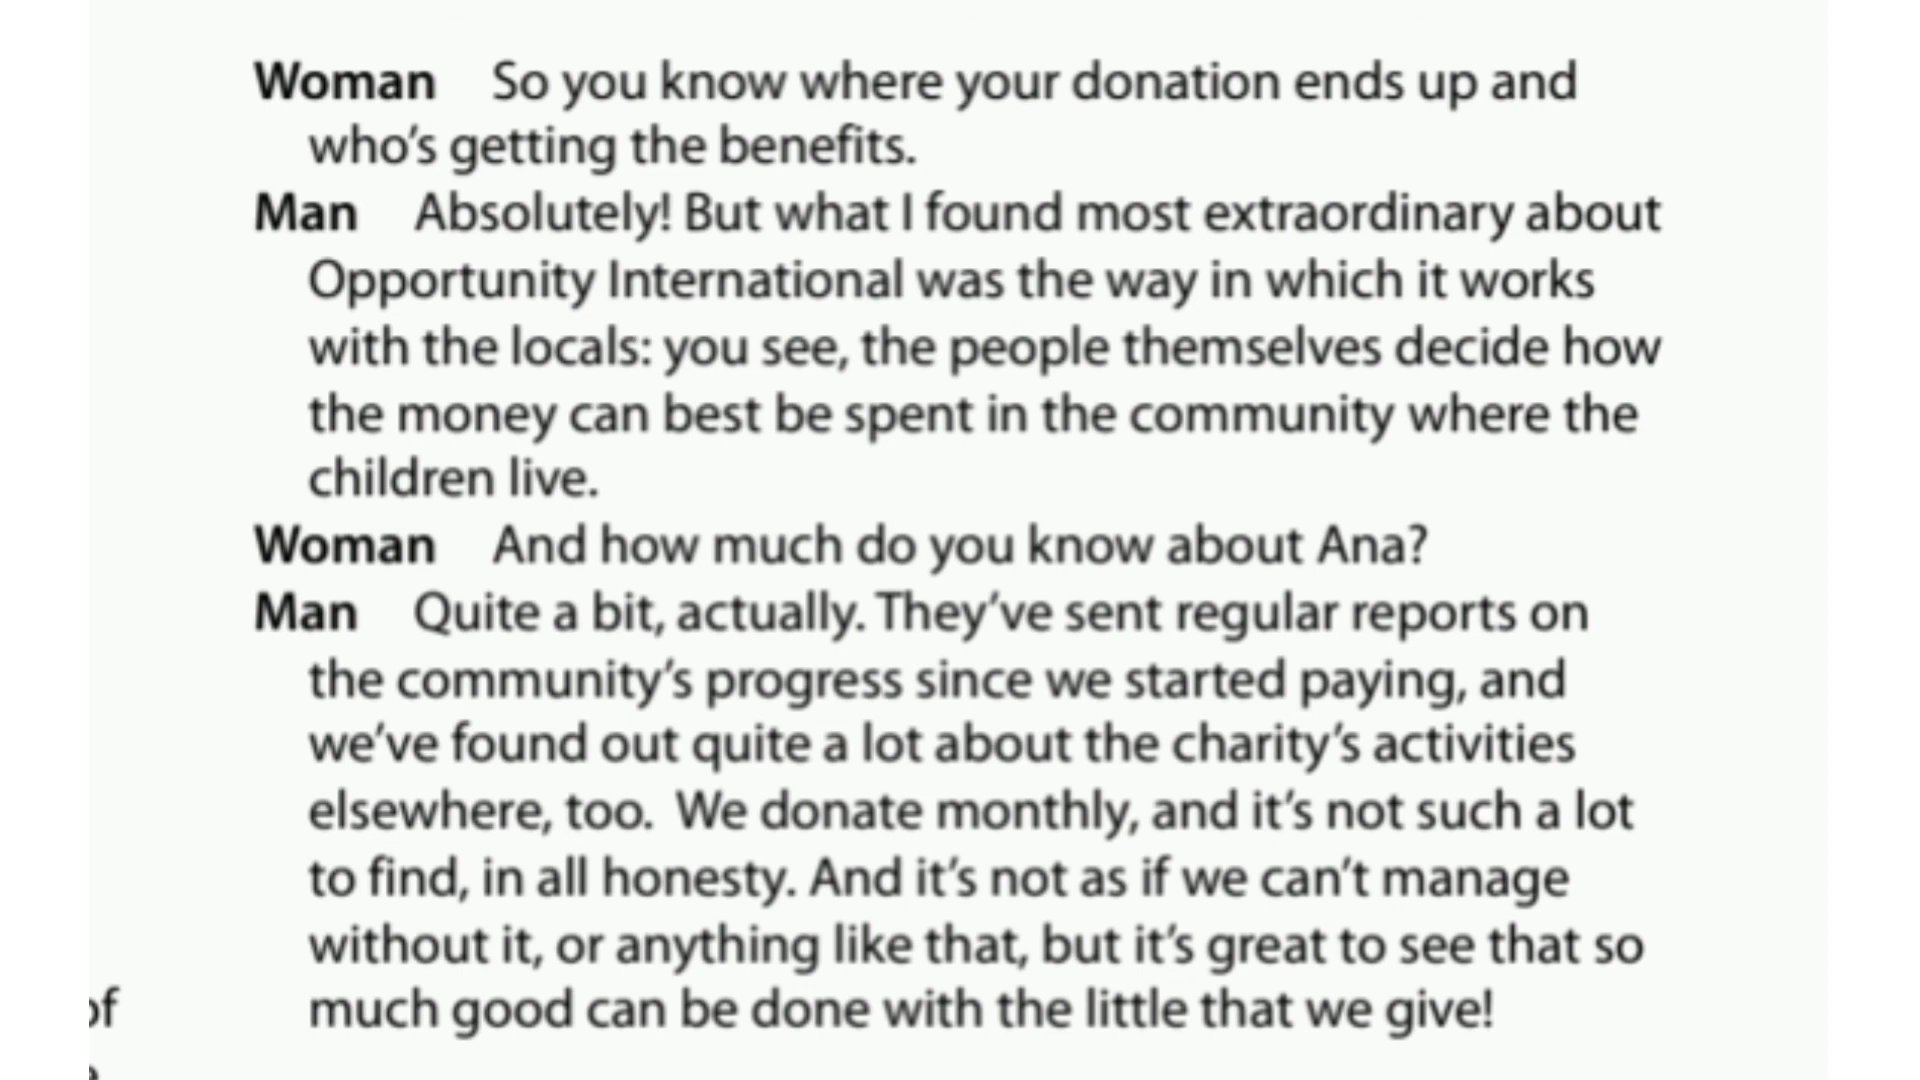 Woman So you know where your donation ends up and
who’s getting the benefits.
Man Absolutely! But what I found most extraordinary about
Opportunity International was the way in which it works
with the locals: you see, the people themselves decide how
the money can best be spent in the community where the
children live.
Woman And how much do you know about Ana?
Man Quite a bit, actually. They’ve sent regular reports on
the community’s progress since we started paying, and
we’ve found out quite a lot about the charity’s activities
elsewhere, too. We donate monthly, and it’s not such a lot
to find, in all honesty. And it’s not as if we can’t manage
without it, or anything like that, but it’s great to see that so
much good can be done with the little that we give!
of